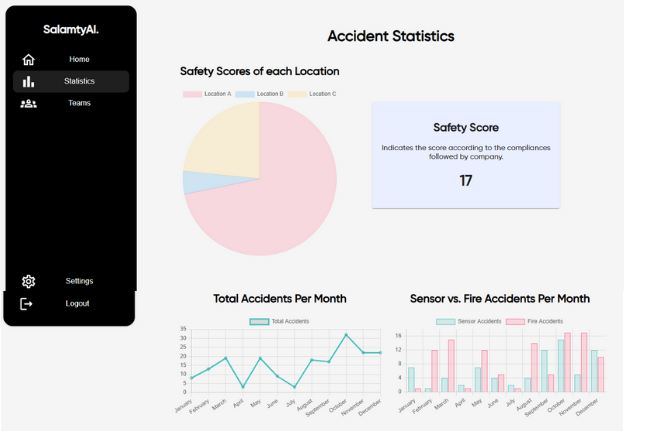 SalamtyAI.
Home
Statistics
Teams
Settings
Logout
Accident Statistics
Safety Scores of each Location
Location A Location B Location C
Safety Score
Indicates the score according to the compliances
followed by company.
17
Total Accidents Per Month
Total Accidents
35
30
25
20
15
10
5
0
January February March April May June July August September October November December
Sensor vs. Fire Accidents Per Month
Sensor Accidents Fire Accidents
16
12
8
4
0
January February March April May June July August September October November December